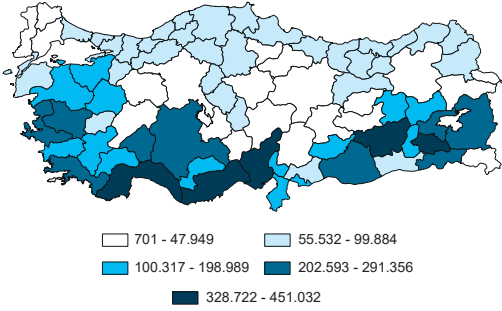 701 - 47.949
55.532 - 99.884
100.317 - 198.989
202.593 - 291.356
328.722 - 451.032